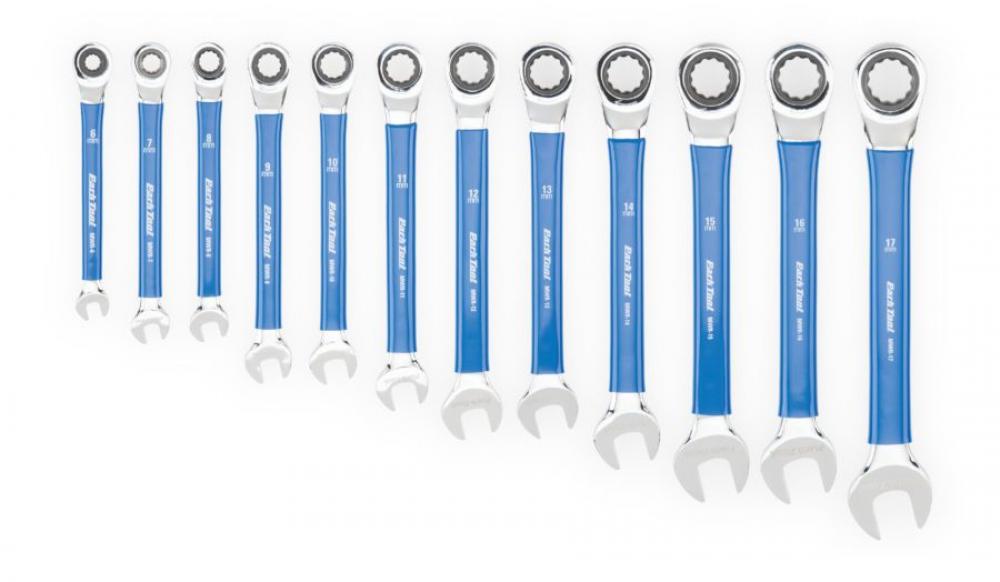 6
mm
Park Tool MWR-6
7
mm
Park Tool MWR-7
8
mm
Park Tool MWR-8
9
mm
Park Tool MWR-9
10
mm
Park Tool MWR-10
11
mm
Park Tool MWR-11
12
mm
Park Tool MWR-12
13
mm
Park Tool MWR-13
14
mm
Park Tool MWR-14
15
mm
Park Tool MWR-15
16
mm
Park Tool MWR-16
17
mm
Park Tool MWR-17